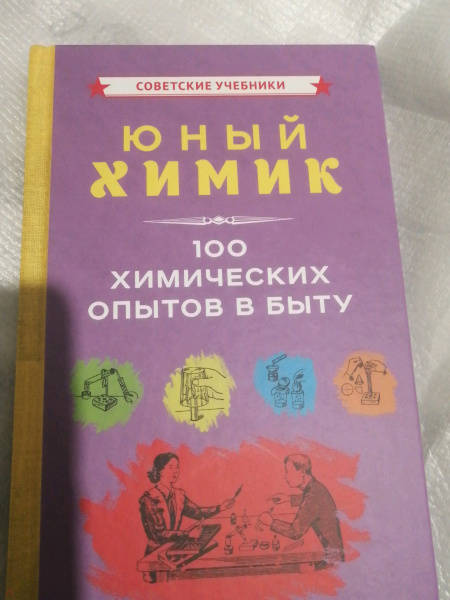 СОВЕТСКИЕ УЧЕБНИКИ
ЮНЫЙ
ХИМИК
100
ХИМИЧЕСКИХ
ОПЫТОВ В БЫТУ